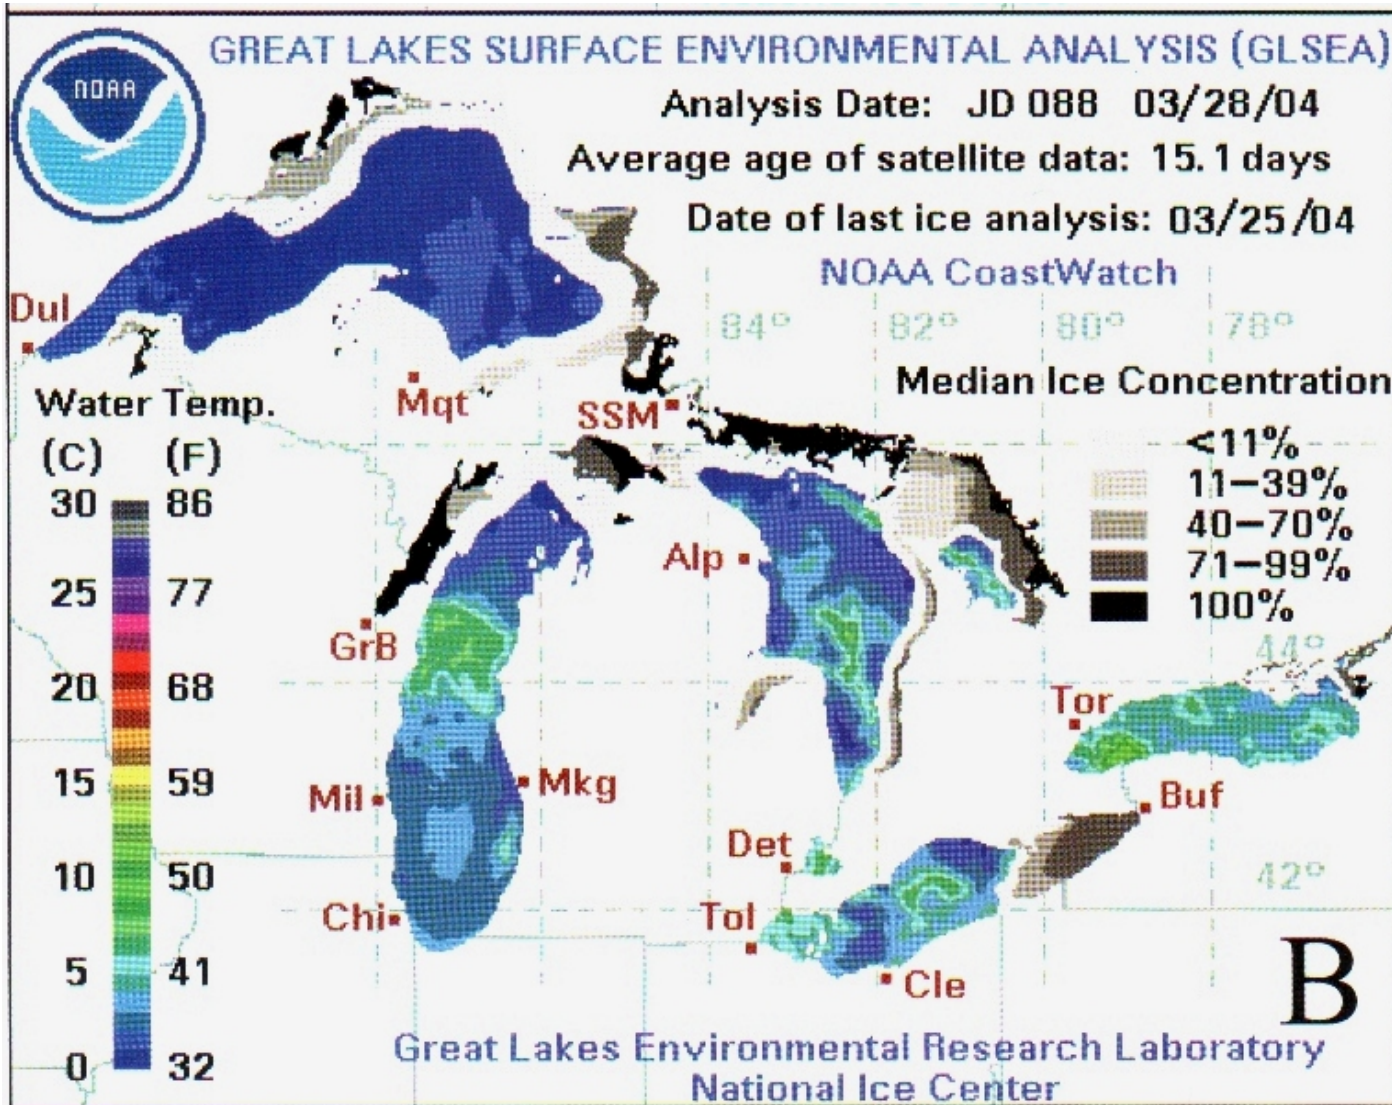 NOAA
GREAT LAKES SURFACE ENVIRONMENTAL ANALYSIS (GLSEA)
Analysis Date: JD 088 03/28/04
Average age of satellite data: 15.1 days
Date of last ice analysis: 03/25/04
NOAA CoastWatch
84° 82° 80° 78°
Dul
Mqt
SSM
Median Ice Concentration
<11%
11–39%
40–70%
71–99%
100%
Water Temp.
(C) (F)
30 86
25 77
20 68
15 59
10 50
5 41
0 32
Alp
GrB
44°
Tor
Mil
Mkg
Buf
Det
42°
Chi
Tol
Cle
B
Great Lakes Environmental Research Laboratory
National Ice Center